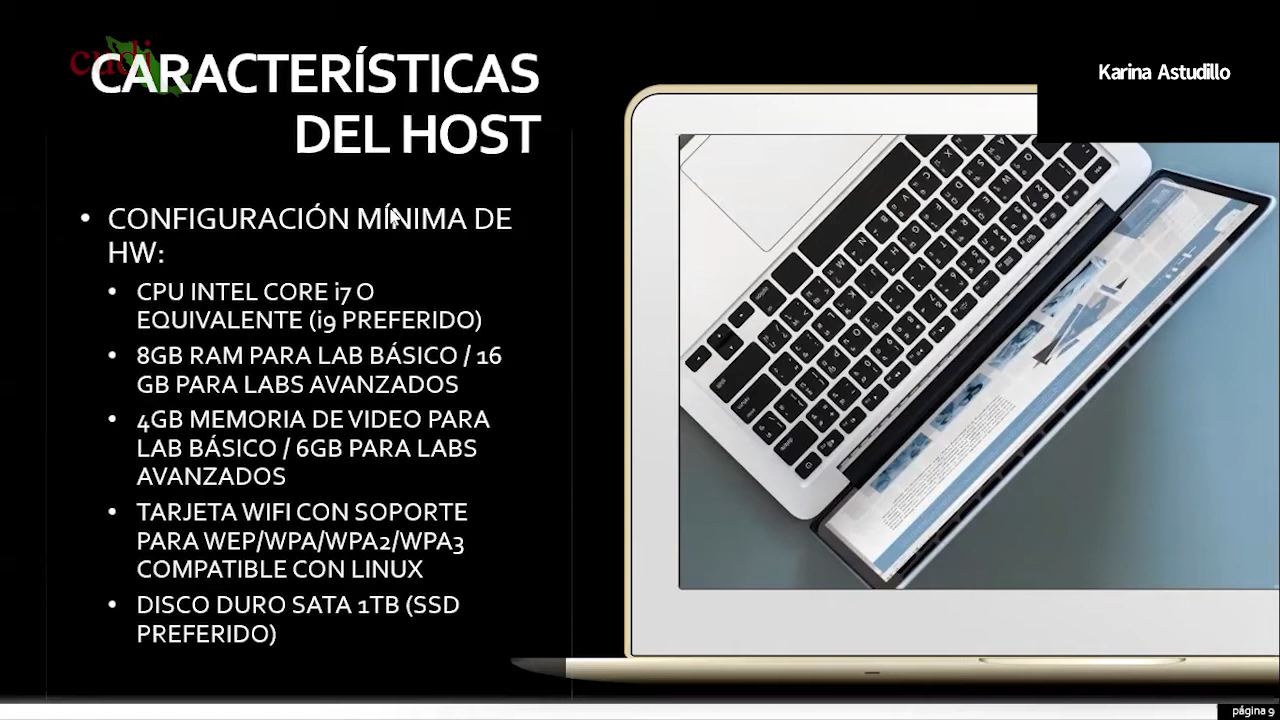 cudi
CARACTERÍSTICAS
DEL HOST
Karina Astudillo
• CONFIGURACIÓN MÍNIMA DE
HW:
• CPU INTEL CORE i7 O
EQUIVALENTE (i9 PREFERIDO)
• 8GB RAM PARA LAB BÁSICO / 16
GB PARA LABS AVANZADOS
• 4GB MEMORIA DE VIDEO PARA
LAB BÁSICO / 6GB PARA LABS
AVANZADOS
• TARJETA WIFI CON SOPORTE
PARA WEP/WPA/WPA2/WPA3
COMPATIBLE CON LINUX
• DISCO DURO SATA 1TB (SSD
PREFERIDO)
página 9